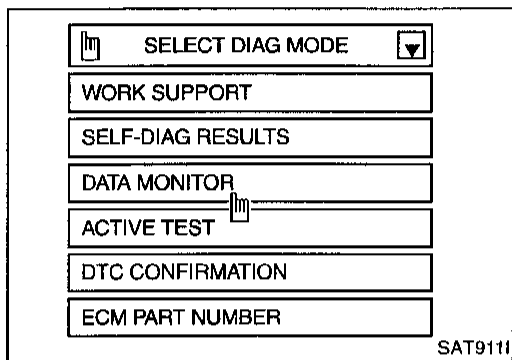 SELECT DIAG MODE
WORK SUPPORT
SELF-DIAG RESULTS
DATA MONITOR
ACTIVE TEST
DTC CONFIRMATION
ECM PART NUMBER
SAT911I